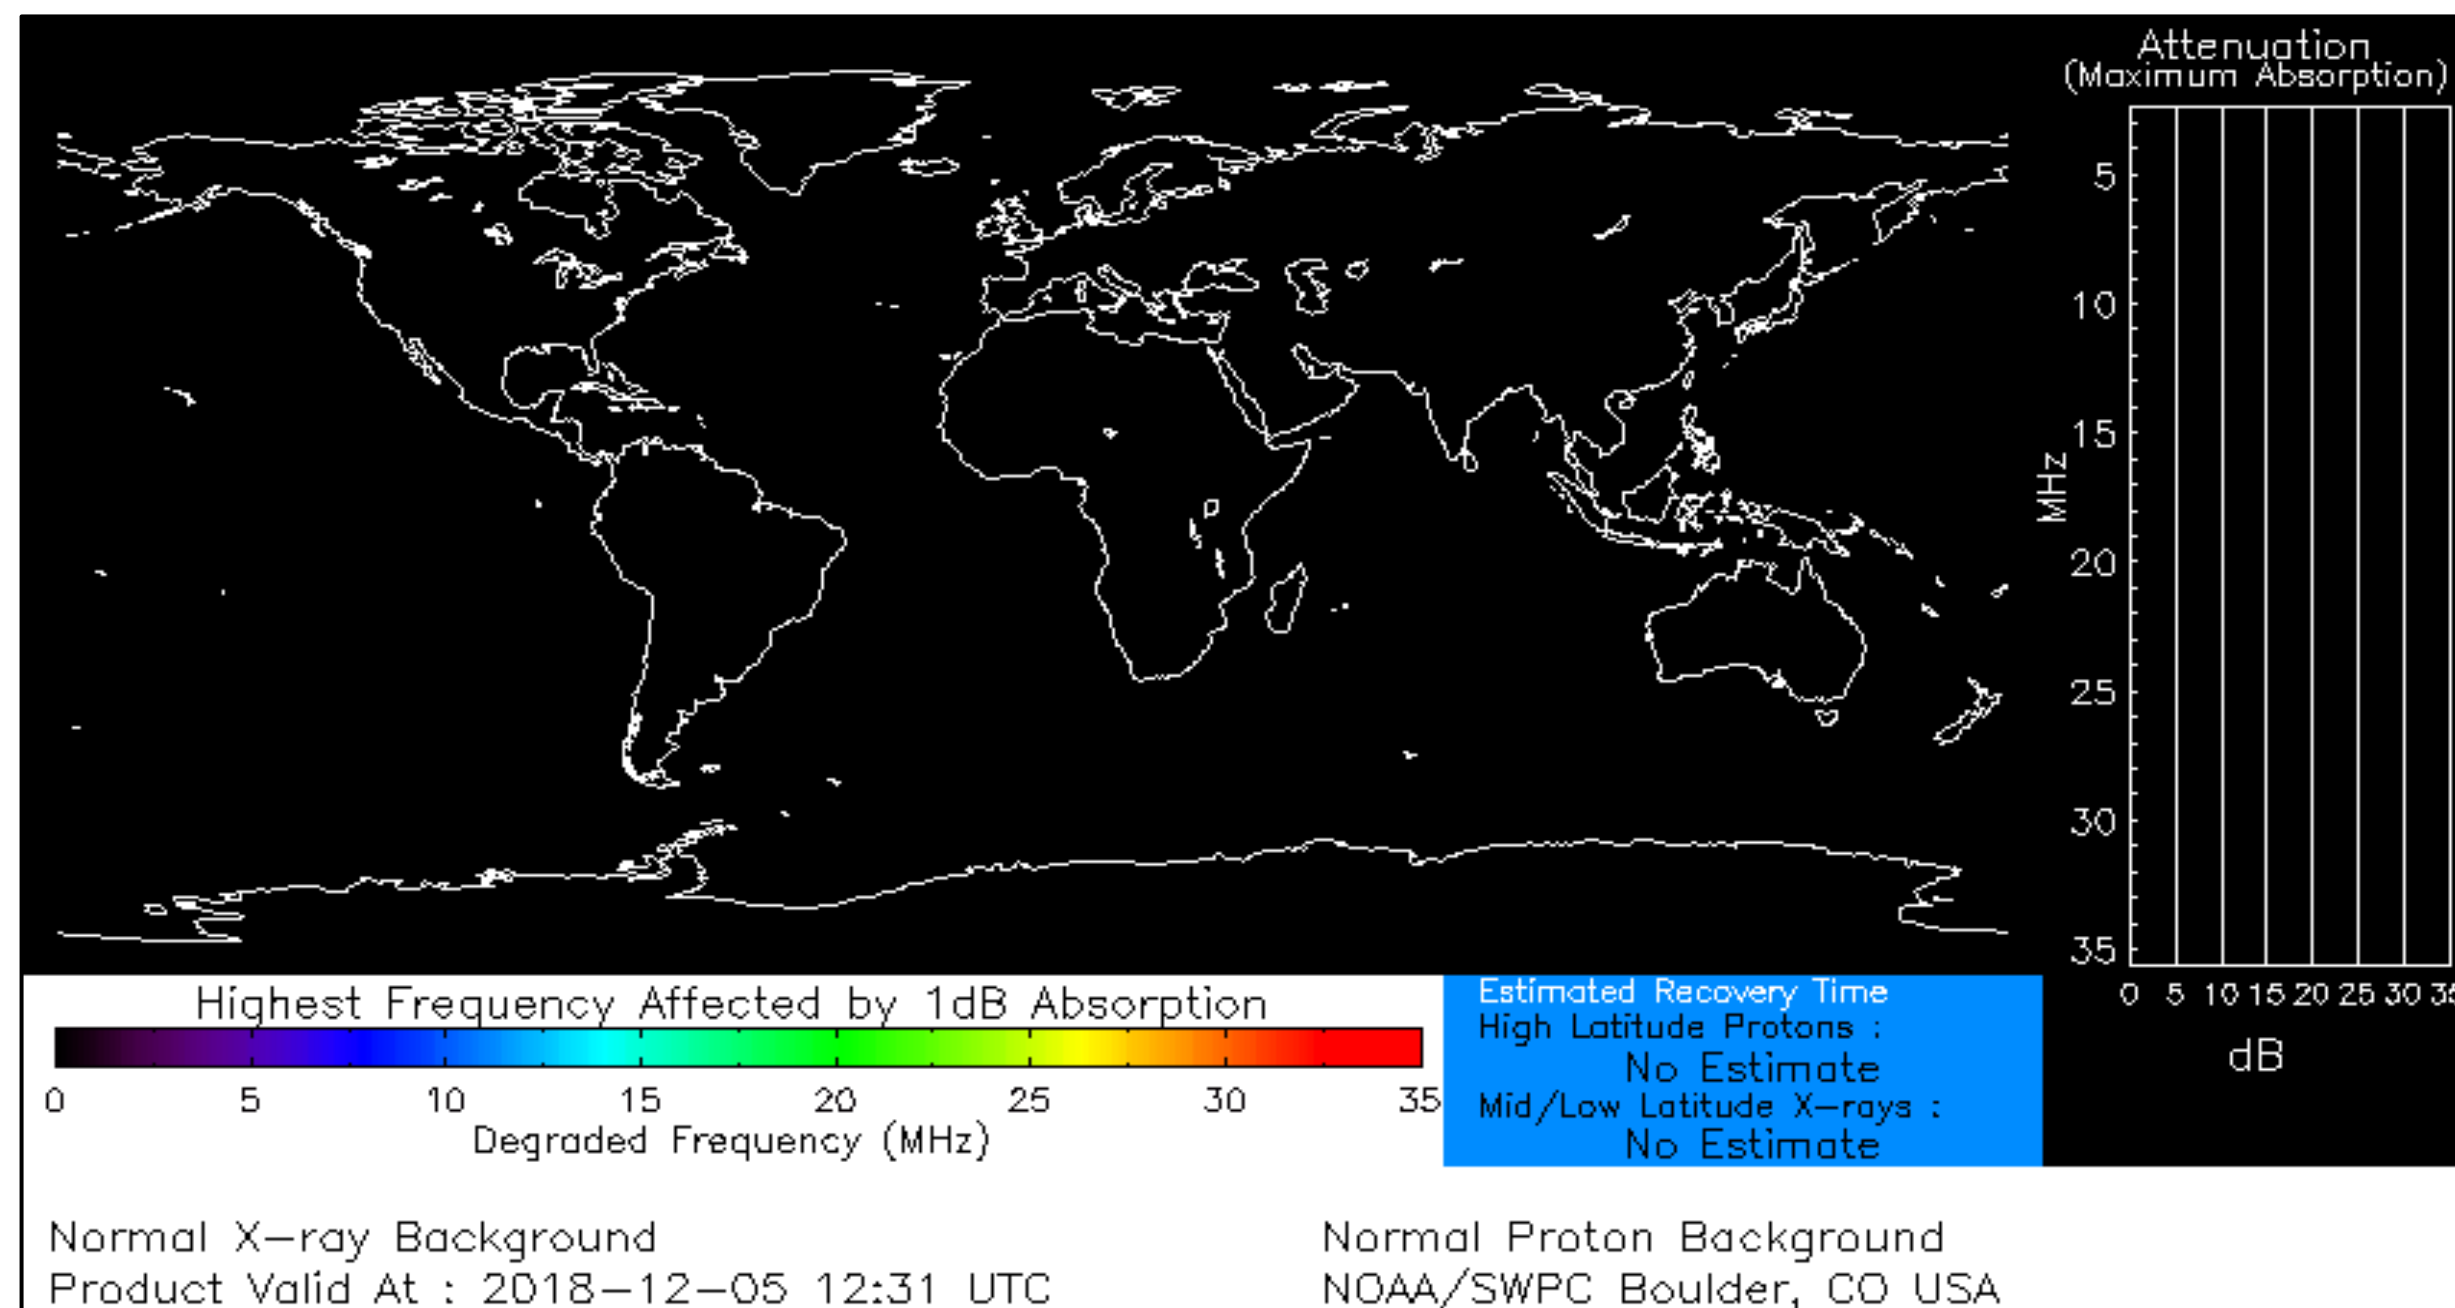 Attenuation
(Maximum Absorption)
5
10
15
20
25
30
35
MHz
0 5 10 15 20 25 30 35
dB
Highest Frequency Affected by 1dB Absorption
0 5 10 15 20 25 30 35
Degraded Frequency (MHz)
Estimated Recovery Time
High Latitude Protons :
No Estimate
Mid/Low Latitude X-rays :
No Estimate
Normal X-ray Background
Normal Proton Background
Product Valid At : 2018-12-05 12:31 UTC
NOAA/SWPC Boulder, CO USA